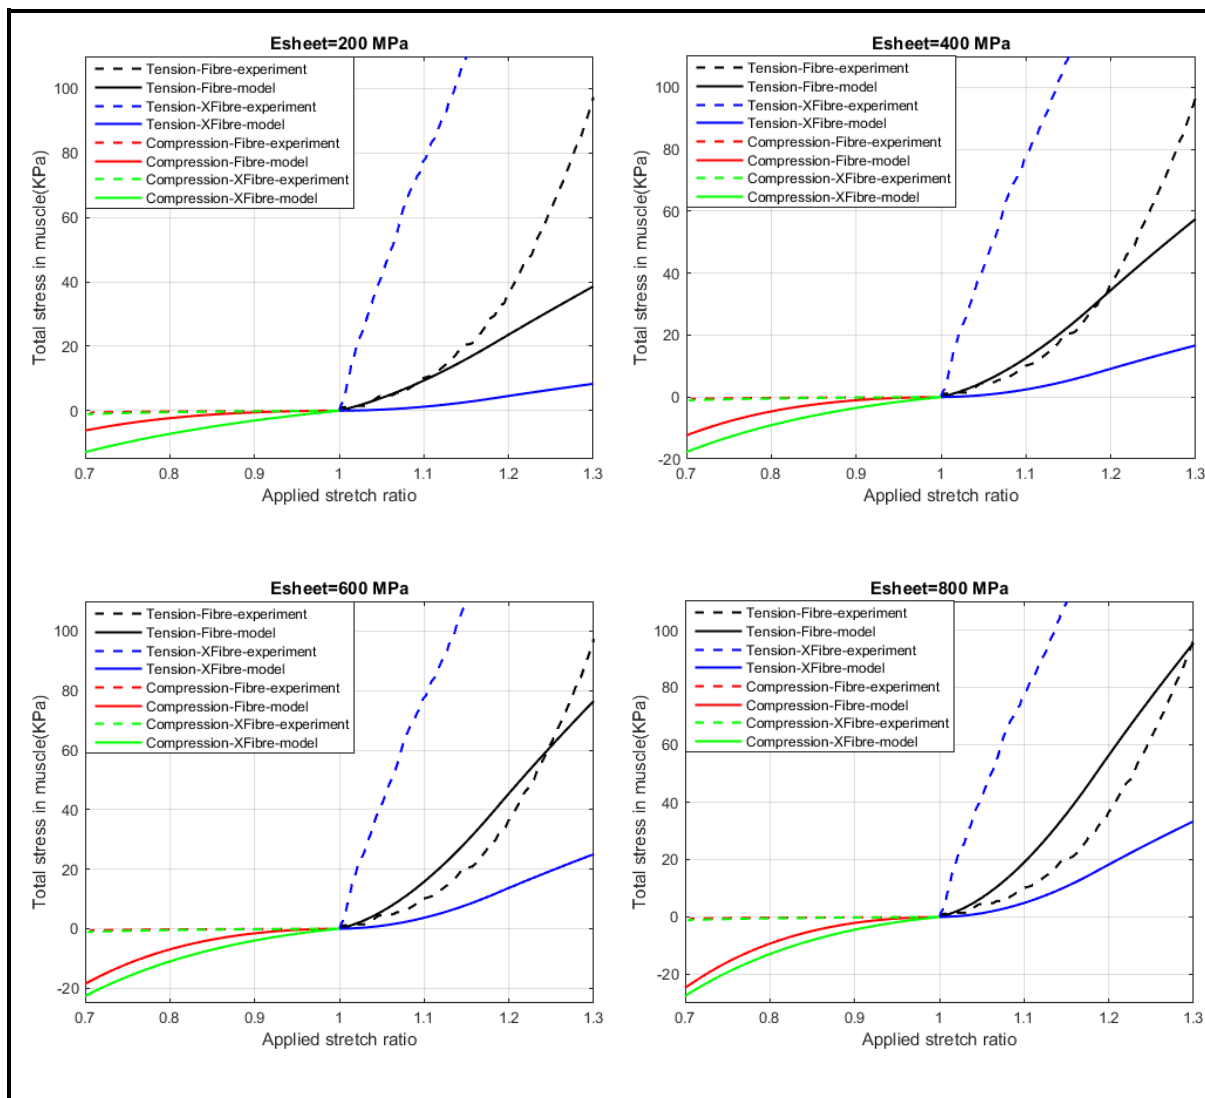 Esheet=200 MPa
Total stress in muscle(KPa)
100
80
60
40
20
0
Tension-Fibre-experiment
Tension-Fibre-model
Tension-XFibre-experiment
Tension-XFibre-model
Compression-Fibre-experiment
Compression-Fibre-model
Compression-XFibre-experiment
Compression-XFibre-model
0.7 0.8 0.9 1 1.1 1.2 1.3
Applied stretch ratio
Esheet=400 MPa
Total stress in muscle(KPa)
100
80
60
40
20
0
-20
Tension-Fibre-experiment
Tension-Fibre-model
Tension-XFibre-experiment
Tension-XFibre-model
Compression-Fibre-experiment
Compression-Fibre-model
Compression-XFibre-experiment
Compression-XFibre-model
0.7 0.8 0.9 1 1.1 1.2 1.3
Applied stretch ratio
Esheet=600 MPa
Total stress in muscle(KPa)
100
80
60
40
20
0
-20
Tension-Fibre-experiment
Tension-Fibre-model
Tension-XFibre-experiment
Tension-XFibre-model
Compression-Fibre-experiment
Compression-Fibre-model
Compression-XFibre-experiment
Compression-XFibre-model
0.7 0.8 0.9 1 1.1 1.2 1.3
Applied stretch ratio
Esheet=800 MPa
Total stress in muscle(KPa)
100
80
60
40
20
0
-20
Tension-Fibre-experiment
Tension-Fibre-model
Tension-XFibre-experiment
Tension-XFibre-model
Compression-Fibre-experiment
Compression-Fibre-model
Compression-XFibre-experiment
Compression-XFibre-model
0.7 0.8 0.9 1 1.1 1.2 1.3
Applied stretch ratio